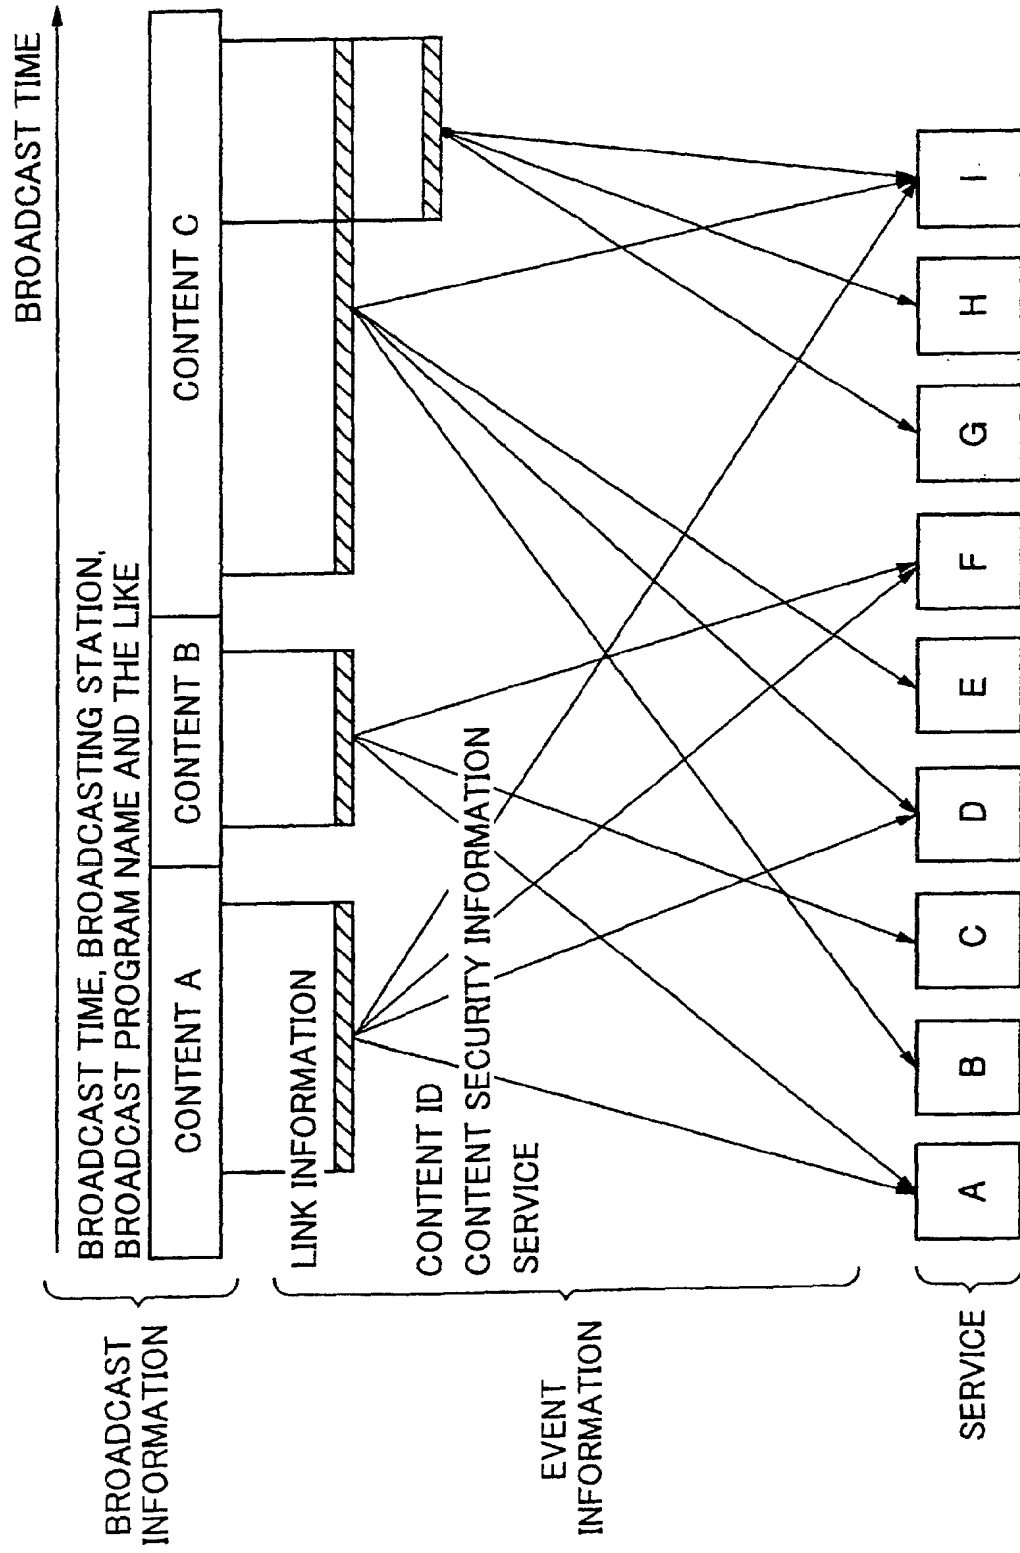 BROADCAST TIME
BROADCAST TIME, BROADCASTING STATION,
BROADCAST PROGRAM NAME AND THE LIKE
BROADCAST
INFORMATION
CONTENT A
CONTENT B
CONTENT C
LINK INFORMATION
EVENT
INFORMATION
CONTENT ID
CONTENT SECURITY INFORMATION
SERVICE
SERVICE
A
B
C
D
E
F
G
H
I